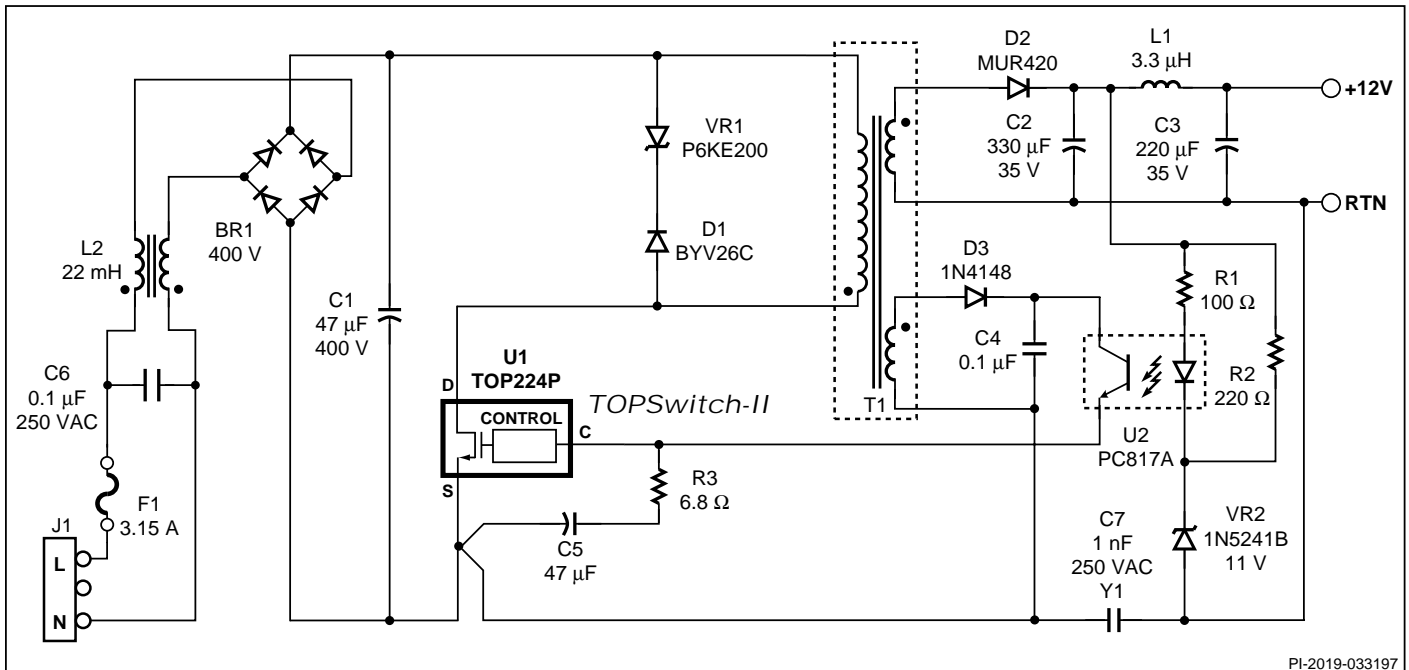 D2
MUR420
L1
3.3 μH
+12V
VR1
P6KE200
C2
330 μF
35 V
C3
220 μF
35 V
RTN
BR1
400 V
L2
22 mH
D1
BYV26C
D3
1N4148
R1
100 Ω
C1
47 μF
400 V
C4
0.1 μF
R2
220 Ω
U1
TOP224P
C6
0.1 μF
250 VAC
D
TOPSwitch-II
T1
CONTROL
C
U2
PC817A
S
R3
6.8 Ω
F1
3.15 A
J1
L
N
C5
47 μF
C7
1 nF
250 VAC
Y1
VR2
1N5241B
11 V
PI-2019-033197